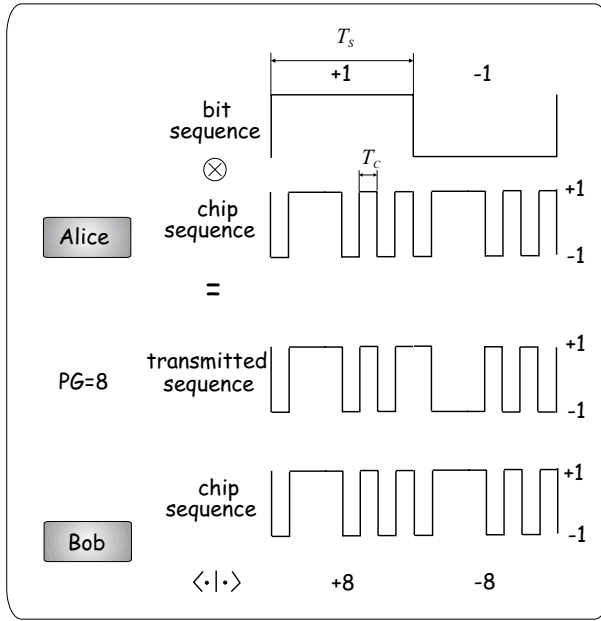 T_S
+1 -1
bit
sequence
⊗
T_C
chip
sequence
+1
-1
Alice
=
transmitted
sequence
+1
-1
PG=8
chip
sequence
+1
-1
Bob
⟨·|·⟩ +8 -8